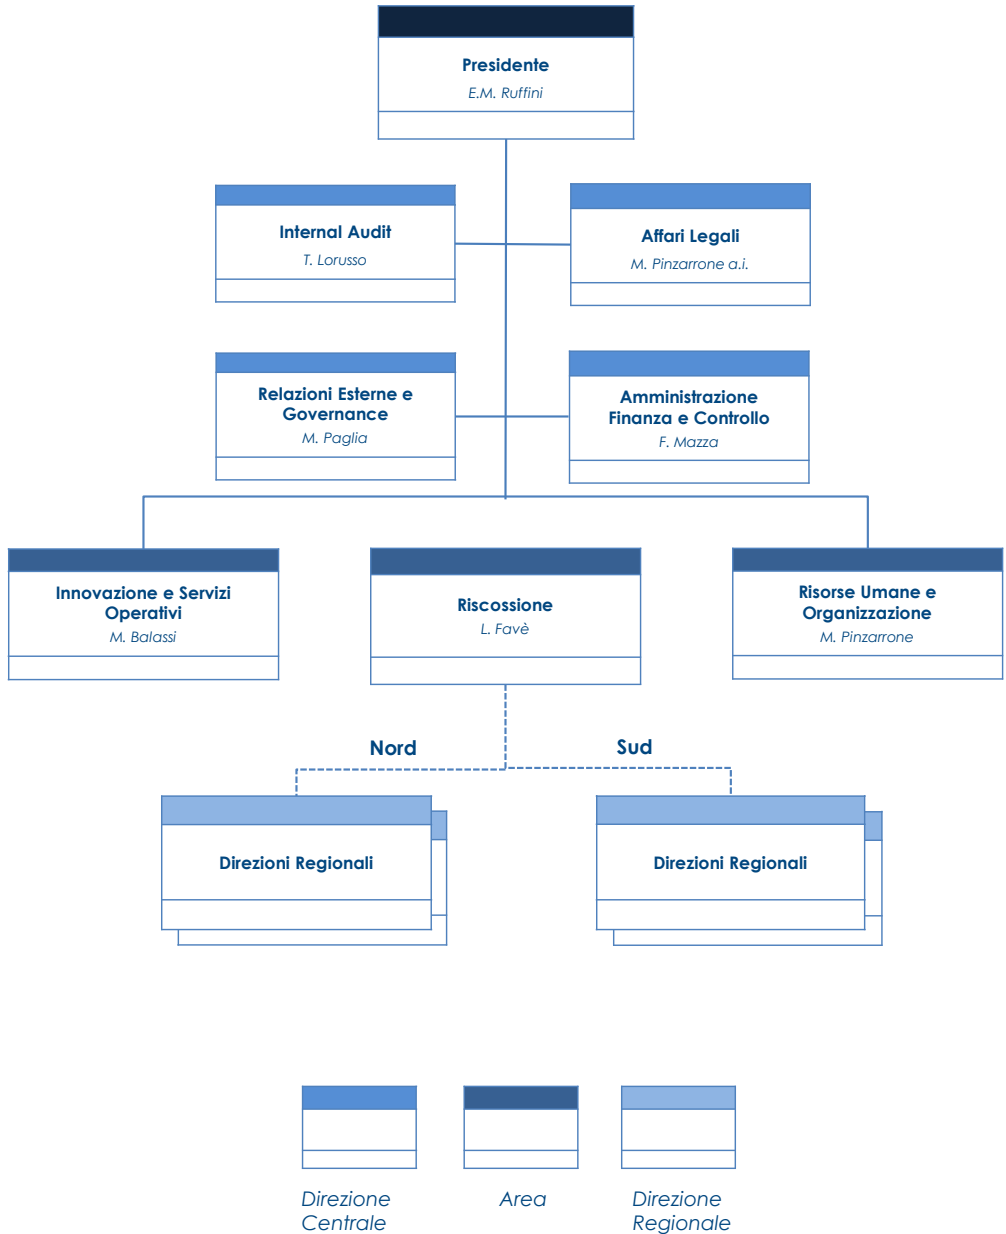 Presidente
E.M. Ruffini
Internal Audit
T. Lorusso
Affari Legali
M. Pinzarrone a.i.
Relazioni Esterne e
Governance
M. Paglia
Amministrazione
Finanza e Controllo
F. Mazza
Innovazione e Servizi
Operativi
M. Balassi
Riscossione
L. Favè
Risorse Umane e
Organizzazione
M. Pinzarrone
Nord
Sud
Direzioni Regionali
Direzioni Regionali
Direzione
Centrale
Area
Direzione
Regionale